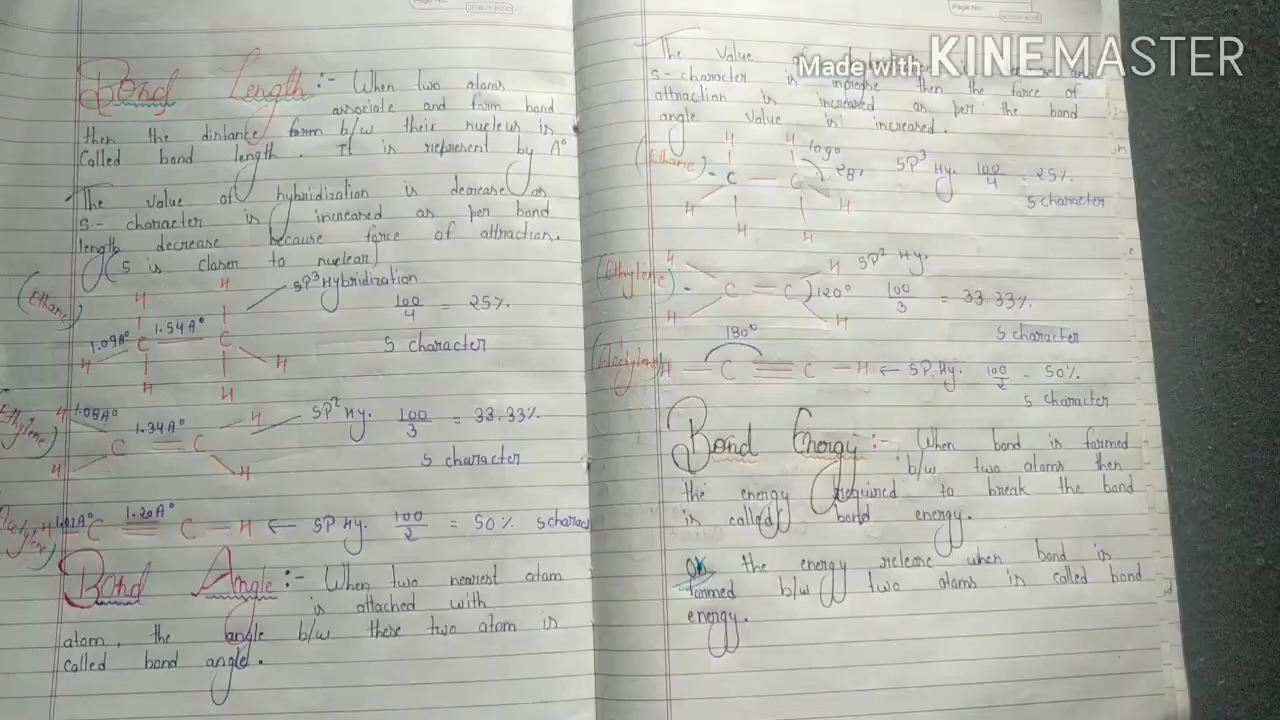 Page No.
Bond Length :- When two atoms
associate and form bond
then the distance form b/w their nucleus is
called bond length. It is represent by A°
The value of hybridization is decrease as
s- character is increased as per bond
length decrease because force of attraction.
(s is closer to nuclear)
(Ethane)
SP³ Hybridization
H H
100/4 = 25%
1.09A° 1.54A°
C C
s character
H H
H H
1.08A° H
(Ethylene)
H SP² Hy. 100/3 = 33.33%
1.34A°
C = C
s character
H H
H C ≡ C - H ← SP Hy. 100/2 = 50% s charac
1.20A°
Bond Angle :- When two nearest atom
is attached with
atom, the angle b/w these two atom is
called bond angle.
Page No.
Made with KINEMASTER
The value
s-character is increase then the force of
attraction is increased as per the bond
angle value is increased.
H H
(Ethane) - C - C 28' SP³ Hy. 100/4 = 25%
s character
H H
H H
(Ethylene) -
H H SP² Hy.
C = C 120° 100/3 = 33.33%
H H
s character
180°
H - C ≡ C - H ← SP Hy. 100/2 - 50%
s character
Bond Energy :- When bond is formed
b/w two atoms then
the energy required to break the bond
is called bond energy.
OR the energy release when bond is
formed b/w two atoms is called bond
energy.